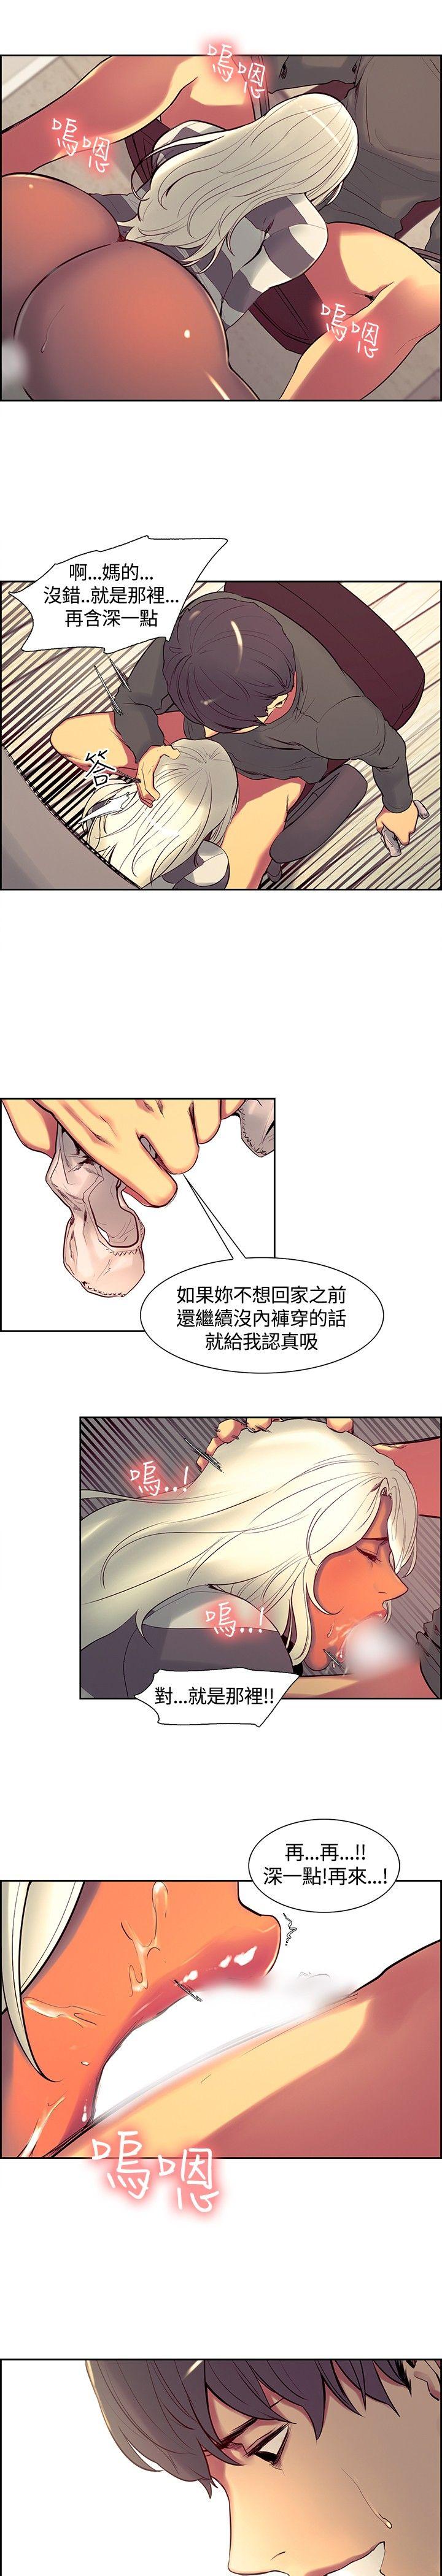 嗚嗯
嗚嗯
嗚嗯
啊...媽的...
沒錯..就是那裡...
再含深一點
答
如果妳不想回家之前
還繼續沒內褲穿的話
就給我認真吸
嗚..!
嗚..!
對...就是那裡!!
再...再...!!
深一點!再來...!
嗚嗯